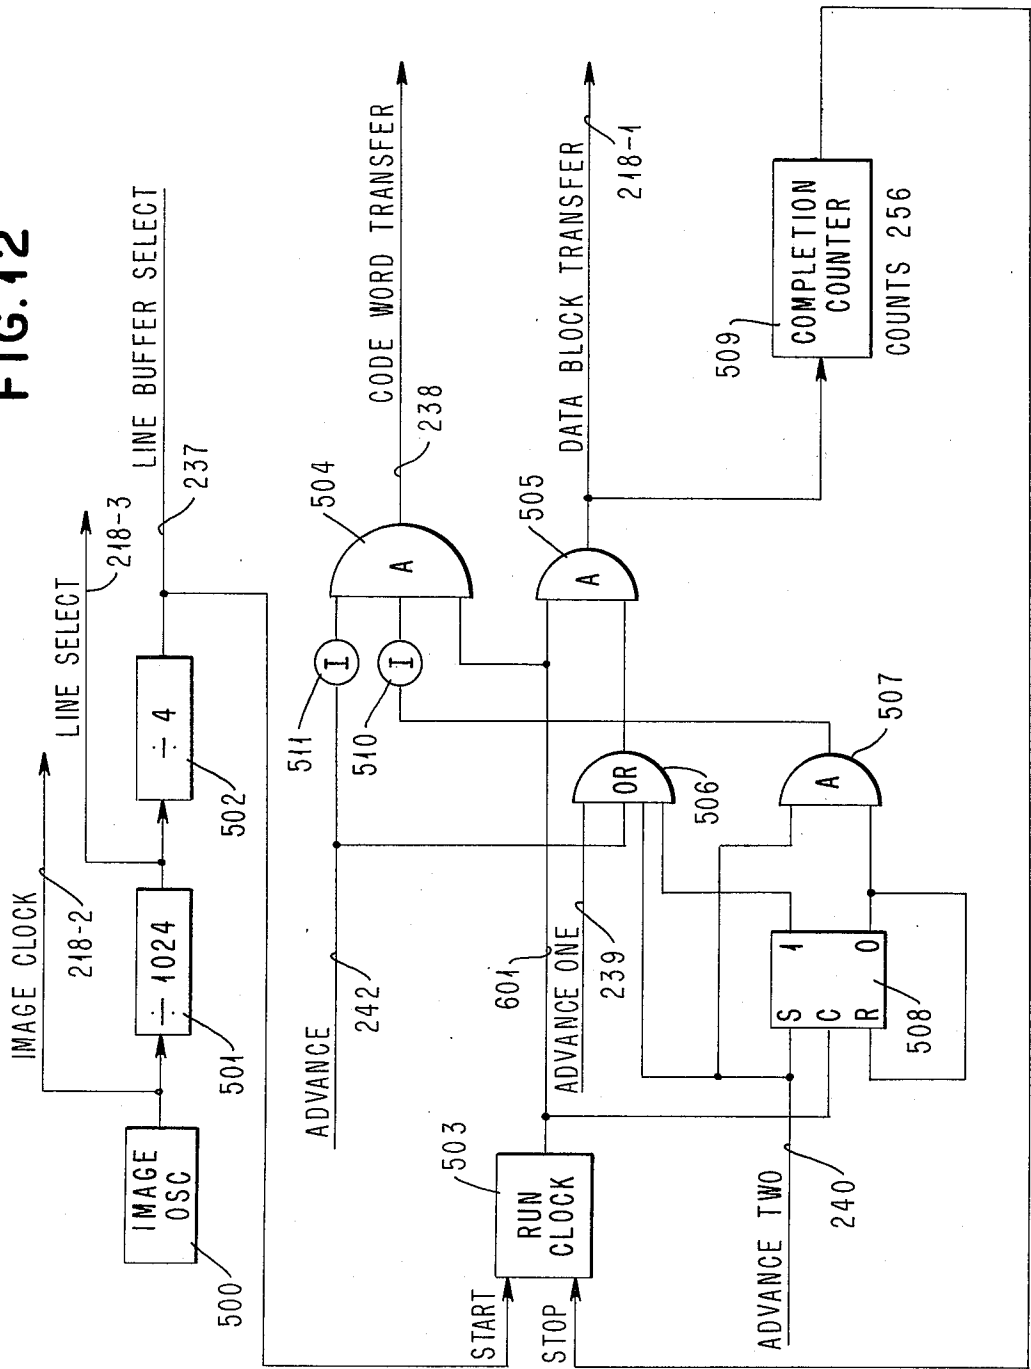 FIG.12
IMAGE CLOCK
218-2
LINE SELECT
218-3
LINE BUFFER SELECT
237
IMAGE
OSC
500
÷ 1024
501
÷ 4
502
ADVANCE
242
I
511
I
510
A
504
CODE WORD TRANSFER
238
START
STOP
RUN
CLOCK
503
601
ADVANCE ONE
239
OR
506
A
505
DATA BLOCK TRANSFER
218-1
ADVANCE TWO
240
S
C
R
1
0
508
A
507
509
COMPLETION
COUNTER
COUNTS 256